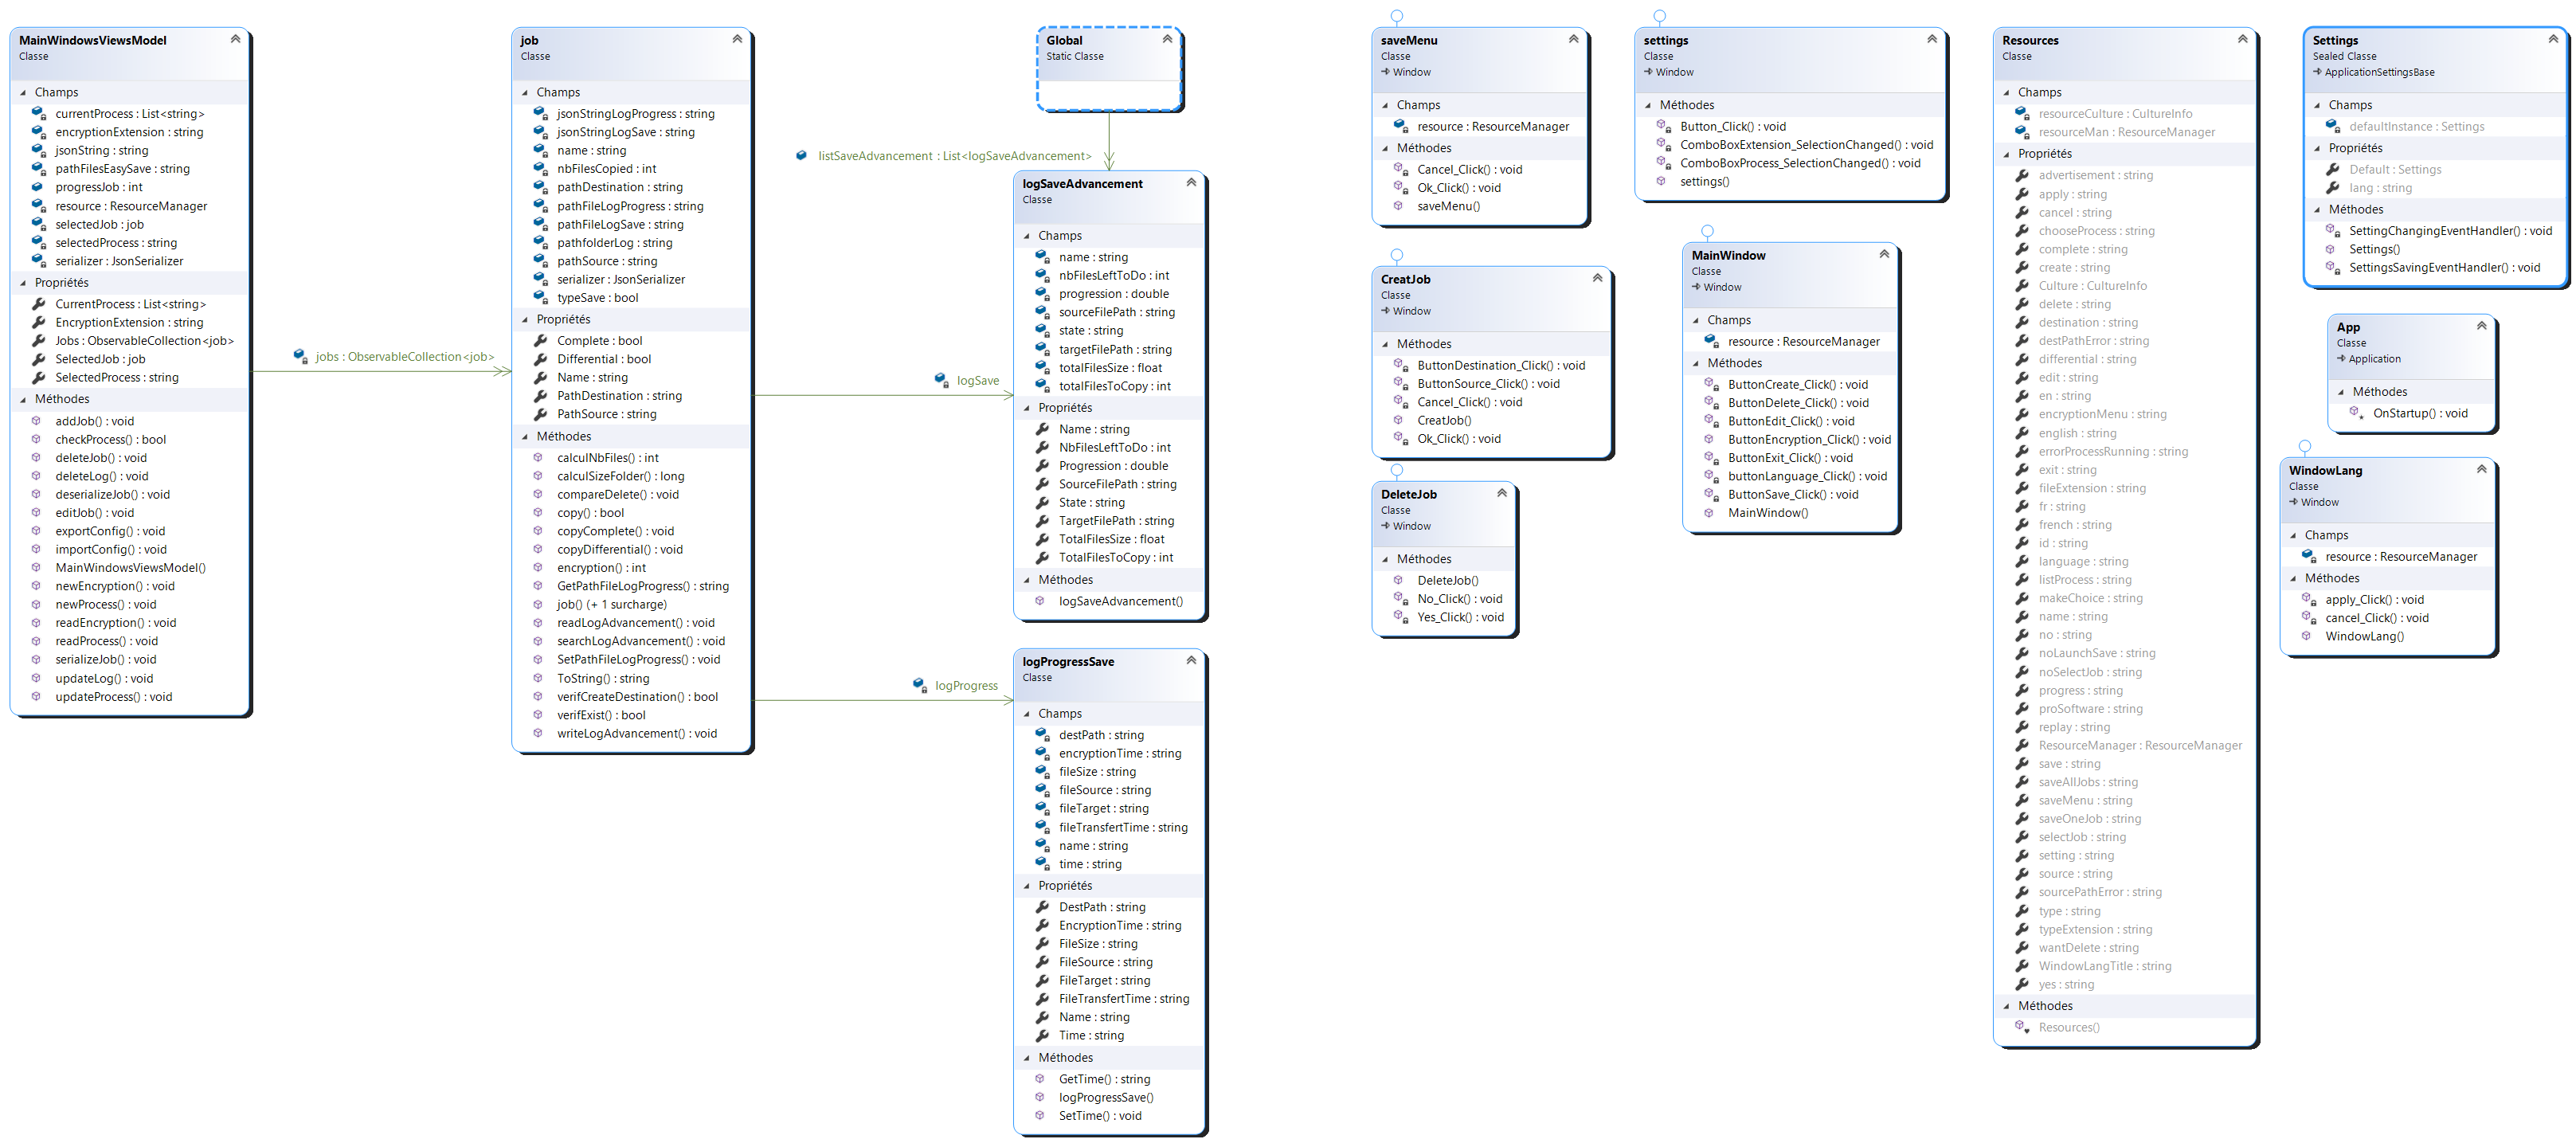 MainWindowsViewsModel
Classe
Champs
currentProcess : List<string>
encryptionExtension : string
jsonString : string
pathFilesEasySave : string
progressJob : int
resource : ResourceManager
selectedJob : job
selectedProcess : string
serializer : JsonSerializer
Propriétés
CurrentProcess : List<string>
EncryptionExtension : string
Jobs : ObservableCollection<job>
SelectedJob : job
SelectedProcess : string
Méthodes
addJob() : void
checkProcess() : bool
deleteJob() : void
deleteLog() : void
deserializeJob() : void
editJob() : void
exportConfig() : void
importConfig() : void
MainWindowsViewsModel()
newEncryption() : void
newProcess() : void
readEncryption() : void
readProcess() : void
serializeJob() : void
updateLog() : void
updateProcess() : void
jobs : ObservableCollection<job>
job
Classe
Champs
jsonStringLogProgress : string
jsonStringLogSave : string
name : string
nbFilesCopied : int
pathDestination : string
pathFileLogProgress : string
pathFileLogSave : string
pathfolderLog : string
pathSource : string
serializer : JsonSerializer
typeSave : bool
Propriétés
Complete : bool
Differential : bool
Name : string
PathDestination : string
PathSource : string
Méthodes
calculNbFiles() : int
calculSizeFolder() : long
compareDelete() : void
copy() : bool
copyComplete() : void
copyDifferential() : void
encryption() : int
GetPathFileLogProgress() : string
job() (+ 1 surcharge)
readLogAdvancement() : void
searchLogAdvancement() : void
SetPathFileLogProgress() : void
ToString() : string
verifCreateDestination() : bool
verifExist() : bool
writeLogAdvancement() : void
logSave
logProgress
Global
Static Classe
listSaveAdvancement : List<logSaveAdvancement>
logSaveAdvancement
Classe
Champs
name : string
nbFilesLeftToDo : int
progression : double
sourceFilePath : string
state : string
targetFilePath : string
totalFilesSize : float
totalFilesToCopy : int
Propriétés
Name : string
NbFilesLeftToDo : int
Progression : double
SourceFilePath : string
State : string
TargetFilePath : string
TotalFilesSize : float
TotalFilesToCopy : int
Méthodes
logSaveAdvancement()
logProgressSave
Classe
Champs
destPath : string
encryptionTime : string
fileSize : string
fileSource : string
fileTarget : string
fileTransfertTime : string
name : string
time : string
Propriétés
DestPath : string
EncryptionTime : string
FileSize : string
FileSource : string
FileTarget : string
FileTransfertTime : string
Name : string
Time : string
Méthodes
GetTime() : string
logProgressSave()
SetTime() : void
saveMenu
Classe
Window
Champs
resource : ResourceManager
Méthodes
Cancel_Click() : void
Ok_Click() : void
saveMenu()
CreatJob
Classe
Window
Méthodes
ButtonDestination_Click() : void
ButtonSource_Click() : void
Cancel_Click() : void
CreatJob()
Ok_Click() : void
DeleteJob
Classe
Window
Méthodes
DeleteJob()
No_Click() : void
Yes_Click() : void
settings
Classe
Window
Méthodes
Button_Click() : void
ComboBoxExtension_SelectionChanged() : void
ComboBoxProcess_SelectionChanged() : void
settings()
MainWindow
Classe
Window
Champs
resource : ResourceManager
Méthodes
ButtonCreate_Click() : void
ButtonDelete_Click() : void
ButtonEdit_Click() : void
ButtonEncryption_Click() : void
ButtonExit_Click() : void
buttonLanguage_Click() : void
ButtonSave_Click() : void
MainWindow()
Resources
Classe
Champs
resourceCulture : CultureInfo
resourceMan : ResourceManager
Propriétés
advertisement : string
apply : string
cancel : string
chooseProcess : string
complete : string
create : string
Culture : CultureInfo
delete : string
destination : string
destPathError : string
differential : string
edit : string
en : string
encryptionMenu : string
english : string
errorProcessRunning : string
exit : string
fileExtension : string
fr : string
french : string
id : string
language : string
listProcess : string
makeChoice : string
name : string
no : string
noLaunchSave : string
noSelectJob : string
progress : string
proSoftware : string
replay : string
ResourceManager : ResourceManager
save : string
saveAllJobs : string
saveMenu : string
saveOneJob : string
selectJob : string
setting : string
source : string
sourcePathError : string
type : string
typeExtension : string
wantDelete : string
WindowLangTitle : string
yes : string
Méthodes
Resources()
Settings
Sealed Classe
ApplicationSettingsBase
Champs
defaultInstance : Settings
Propriétés
Default : Settings
lang : string
Méthodes
SettingChangingEventHandler() : void
Settings()
SettingsSavingEventHandler() : void
App
Classe
Application
Méthodes
OnStartup() : void
WindowLang
Classe
Window
Champs
resource : ResourceManager
Méthodes
apply_Click() : void
cancel_Click() : void
WindowLang()